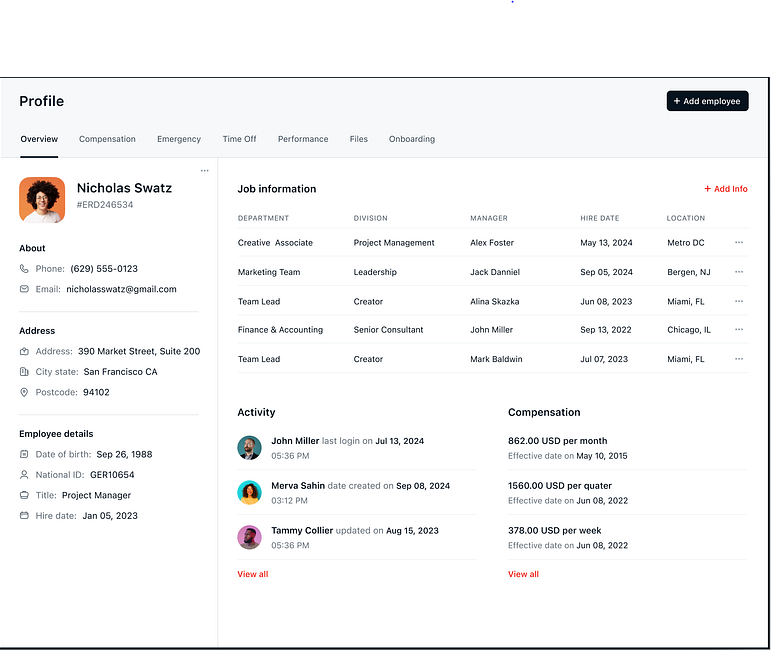 Profile
+ Add employee
Overview Compensation Emergency Time Off Performance Files Onboarding
Nicholas Swatz
#ERD246534
About
Phone: (629) 555-0123
Email: nicholasswatz@gmail.com
Address
Address: 390 Market Street, Suite 200
City state: San Francisco CA
Postcode: 94102
Employee details
Date of birth: Sep 26, 1988
National ID: GER10654
Title: Project Manager
Hire date: Jan 05, 2023
Job information
+ Add Info
DEPARTMENT DIVISION MANAGER HIRE DATE LOCATION
Creative Associate Project Management Alex Foster May 13, 2024 Metro DC
Marketing Team Leadership Jack Danniel Sep 05, 2024 Bergen, NJ
Team Lead Creator Alina Skazka Jun 08, 2023 Miami, FL
Finance & Accounting Senior Consultant John Miller Sep 13, 2022 Chicago, IL
Team Lead Creator Mark Baldwin Jul 07, 2023 Miami, FL
Activity
John Miller last login on Jul 13, 2024
05:36 PM
Merva Sahin date created on Sep 08, 2024
03:12 PM
Tammy Collier updated on Aug 15, 2023
05:36 PM
View all
Compensation
862.00 USD per month
Effective date on May 10, 2015
1560.00 USD per quater
Effective date on Jun 08, 2022
378.00 USD per week
Effective date on Jun 08, 2022
View all